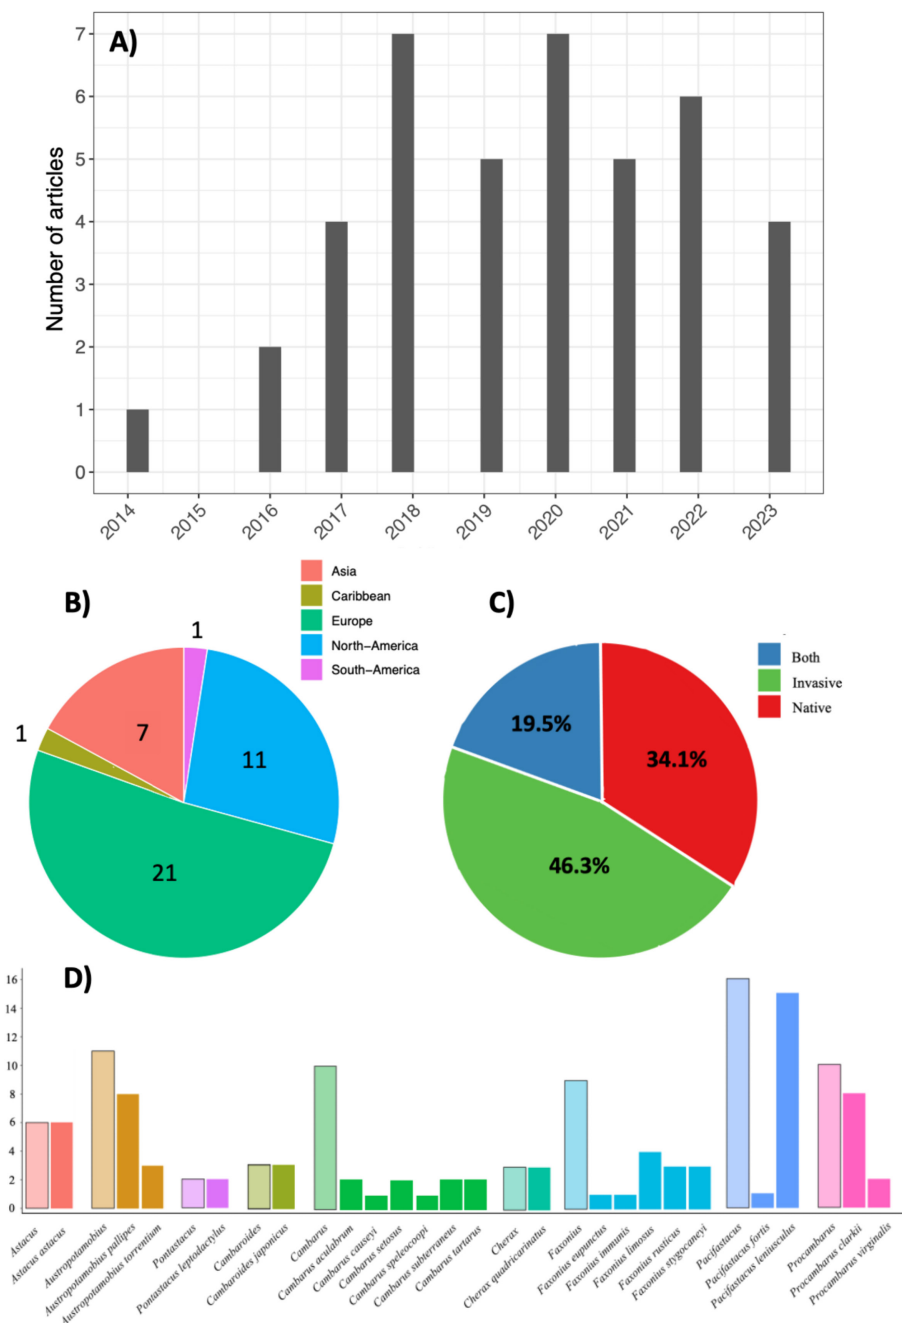 A)
Number of articles
7
6
5
4
3
2
1
0
2014
2015
2016
2017
2018
2019
2020
2021
2022
2023
B)
Asia
Caribbean
Europe
North-America
South-America
1
7
1
11
21
C)
Both
Invasive
Native
19.5%
34.1%
46.3%
D)
16
14
12
10
8
6
4
2
0
Astacus
Astacus astacus
Austropotamobius
Austropotamobius pallipes
Austropotamobius torrentium
Pontastacus
Pontastacus leptodactylus
Cambaroides
Cambaroides japonicus
Cambarus
Cambarus aculabrum
Cambarus causeyi
Cambarus setosus
Cambarus speleocoopi
Cambarus subterraneus
Cambarus tartarus
Cherax
Cherax quadricarinatus
Faxonius
Faxonius eupunctus
Faxonius immunis
Faxonius limosus
Faxonius rusticus
Faxonius stygocaneyi
Pacifastacus
Pacifastacus fortis
Pacifastacus leniusculus
Procambarus
Procambarus clarkii
Procambarus virginalis